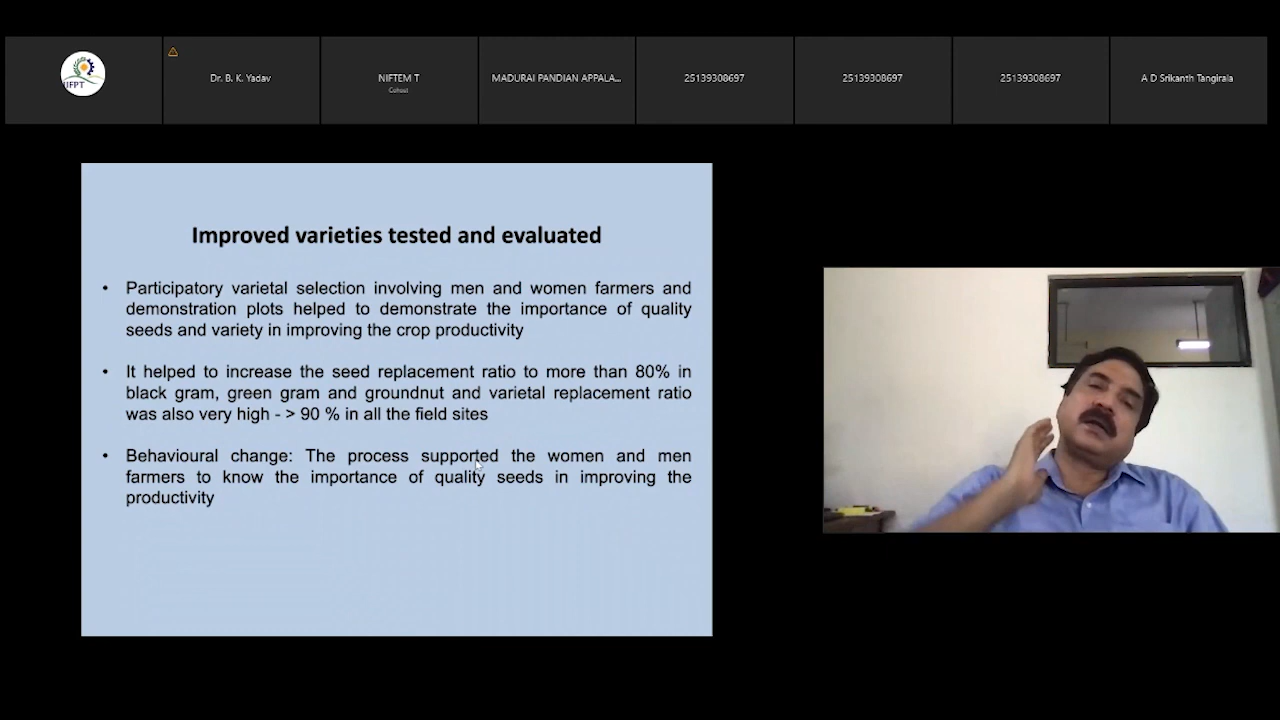 IIFPT
Dr. B. K. Yadav
NIFTEM T
Cohost
MADURAI PANDIAN APPALA...
25139308697
25139308697
25139308697
A D Srikanth Tangirala
Improved varieties tested and evaluated
• Participatory varietal selection involving men and women farmers and
demonstration plots helped to demonstrate the importance of quality
seeds and variety in improving the crop productivity
• It helped to increase the seed replacement ratio to more than 80% in
black gram, green gram and groundnut and varietal replacement ratio
was also very high - > 90 % in all the field sites
• Behavioural change: The process supported the women and men
farmers to know the importance of quality seeds in improving the
productivity